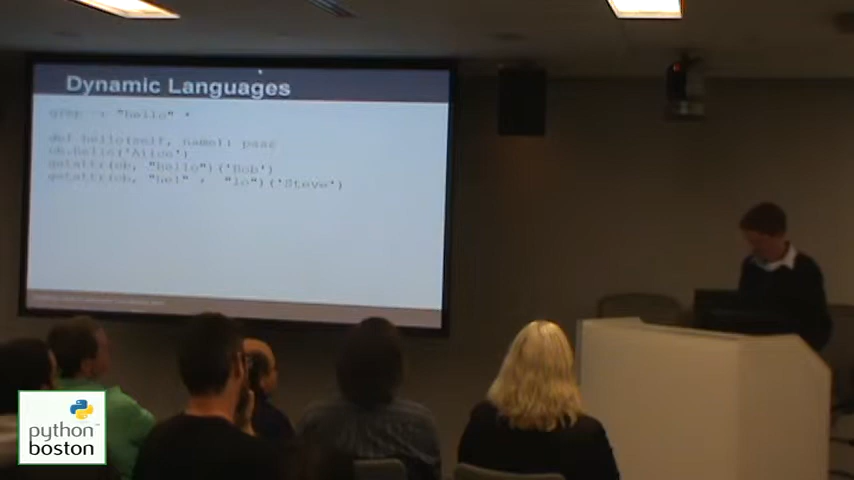 Dynamic Languages
grep -r "hello" *
def hello(self, name): pass
ob.hello('Alice')
getattr(ob, "hello")('Bob')
getattr(ob, "hel" + "lo")('Steve')
python™
boston